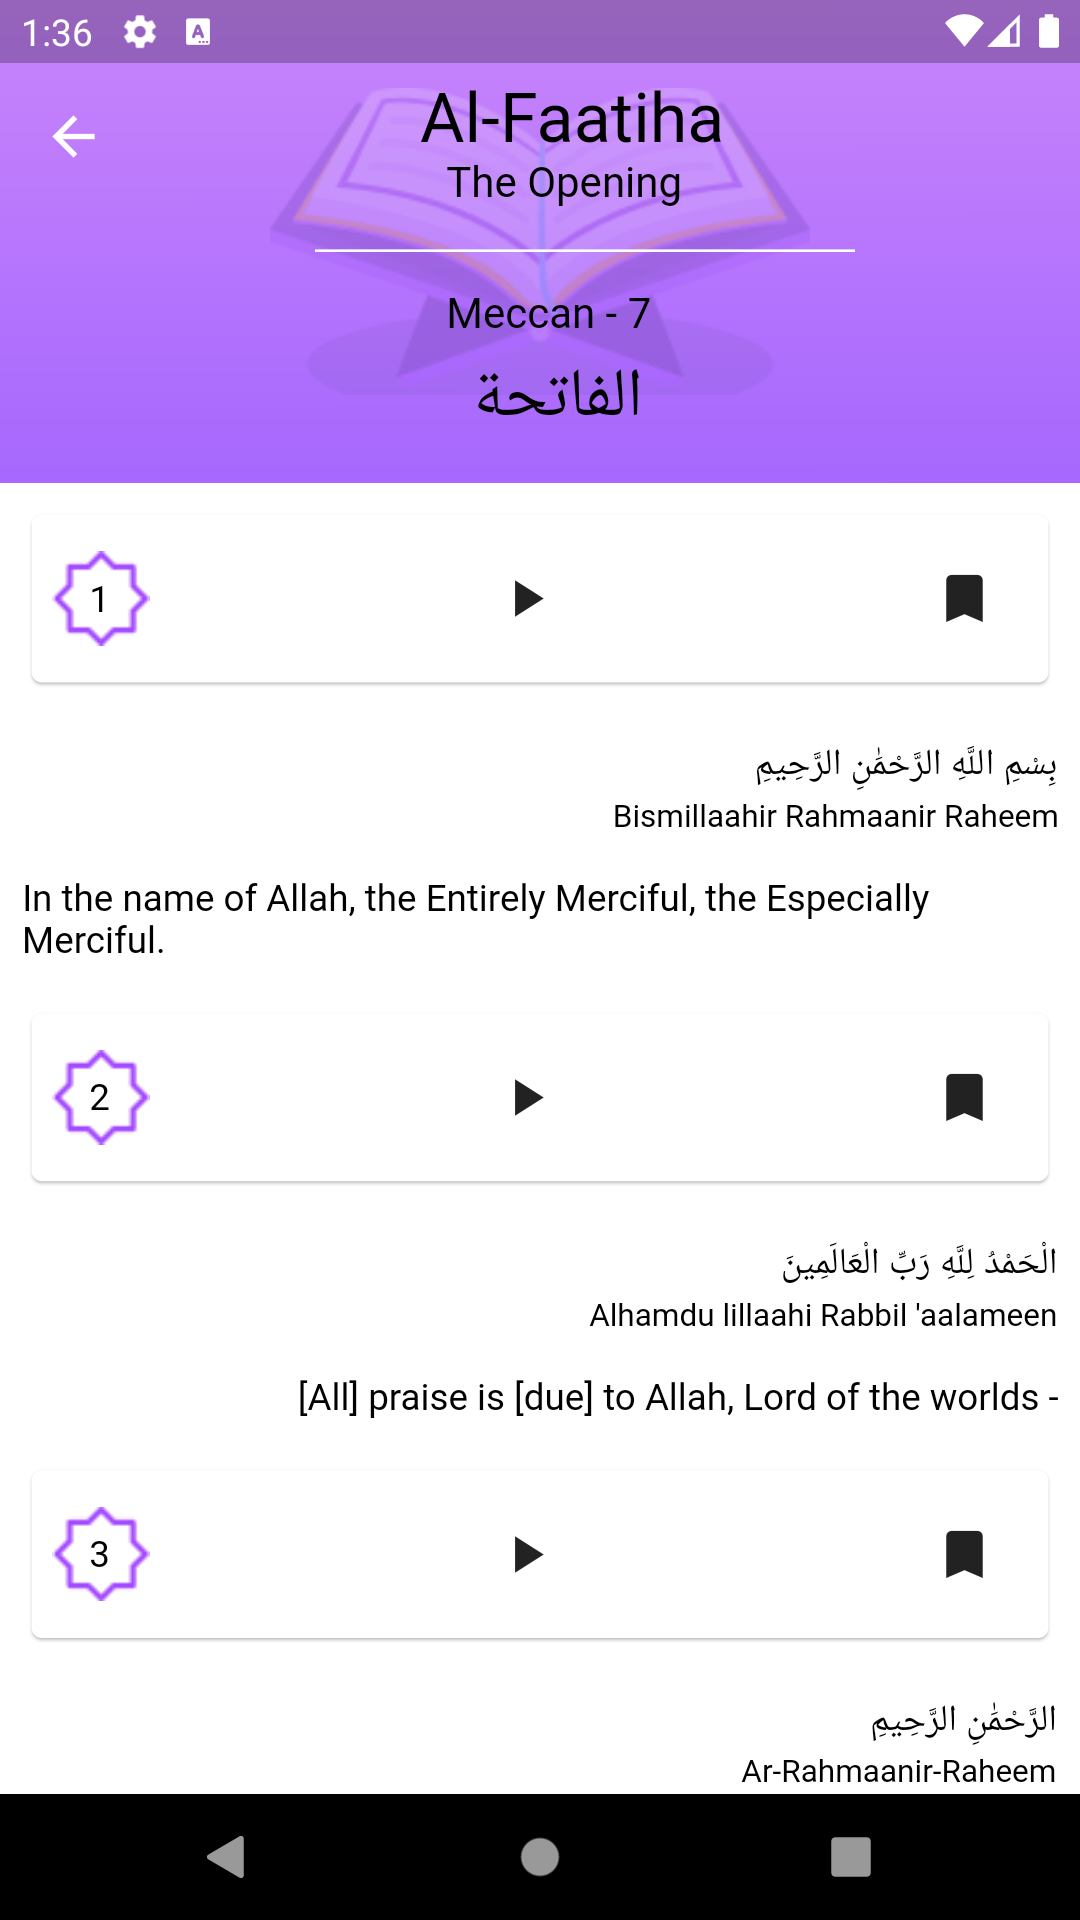 1:36
Al-Faatiha
The Opening
Meccan - 7
الفاتحة
1
بِسْمِ اللَّهِ الرَّحْمَٰنِ الرَّحِيمِ
Bismillaahir Rahmaanir Raheem
In the name of Allah, the Entirely Merciful, the Especially
Merciful.
2
الْحَمْدُ لِلَّهِ رَبِّ الْعَالَمِينَ
Alhamdu lillaahi Rabbil 'aalameen
[All] praise is [due] to Allah, Lord of the worlds -
3
الرَّحْمَٰنِ الرَّحِيمِ
Ar-Rahmaanir-Raheem